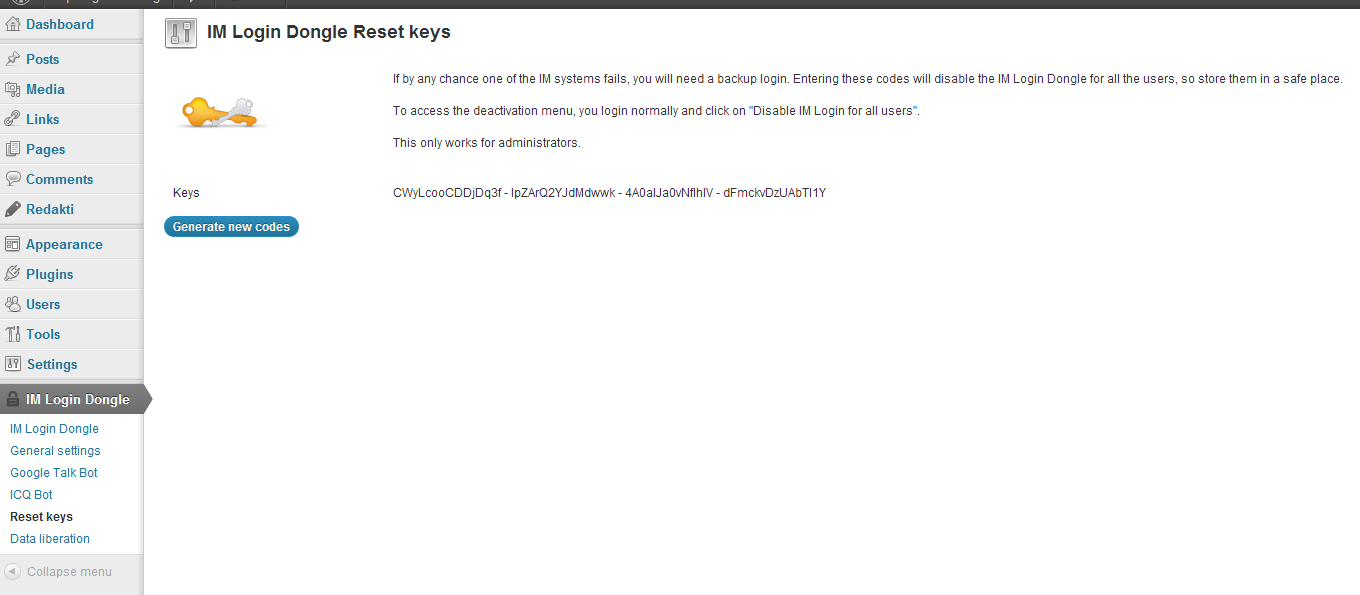 Dashboard
Posts
Media
Links
Pages
Comments
Redakti
Appearance
Plugins
Users
Tools
Settings
IM Login Dongle
IM Login Dongle
General settings
Google Talk Bot
ICQ Bot
Reset keys
Data liberation
Collapse menu
IM Login Dongle Reset keys
If by any chance one of the IM systems fails, you will need a backup login. Entering these codes will disable the IM Login Dongle for all the users, so store them in a safe place.
To access the deactivation menu, you login normally and click on "Disable IM Login for all users".
This only works for administrators.
Keys
CWyLcooCDDjDq3f - lpZArQ2YJdMdwwk - 4A0alJa0vNflhIV - dFmckvDzUAbTl1Y
Generate new codes